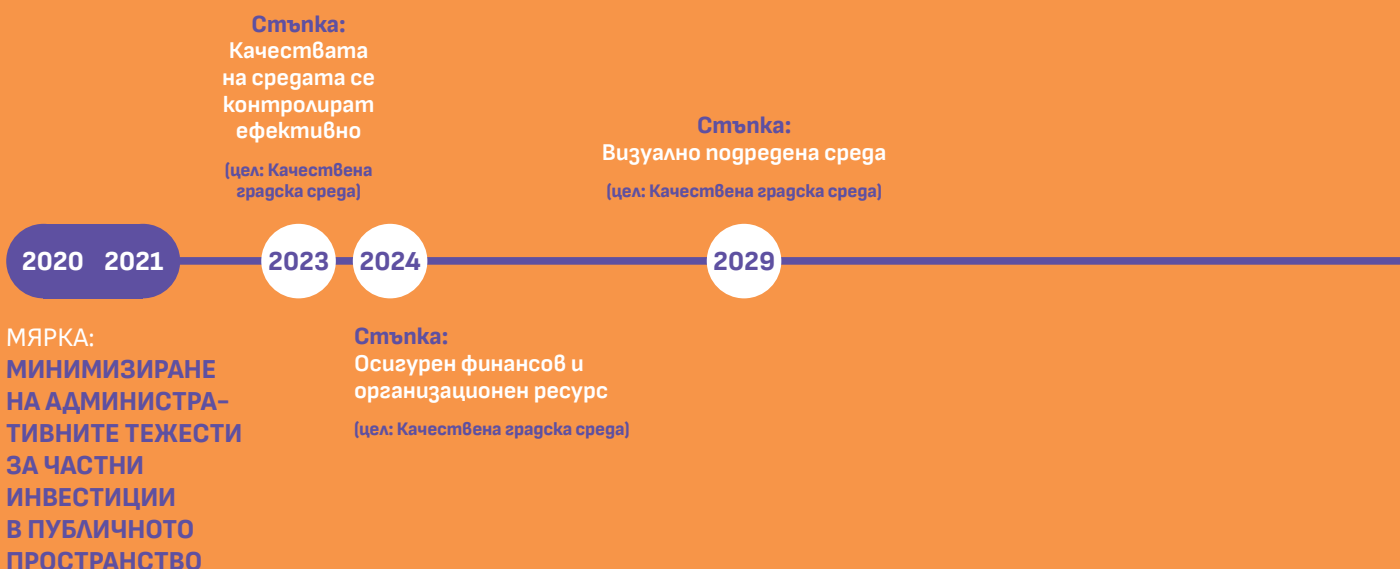 Стъпка:
Качествата
на средата се
контролират
ефективно
(цел: Качествена
градска среда)
Стъпка:
Визуално подредена среда
(цел: Качествена градска среда)
2020 2021 2023 2024 2029
МЯРКА:
МИНИМИЗИРАНЕ
НА АДМИНИСТРА-
ТИВНИТЕ ТЕЖЕСТИ
ЗА ЧАСТНИ
ИНВЕСТИЦИИ
В ПУБЛИЧНОТО
ПРОСТРАНСТВО
Стъпка:
Осигурен финансов и
организационен ресурс
(цел: Качествена градска среда)